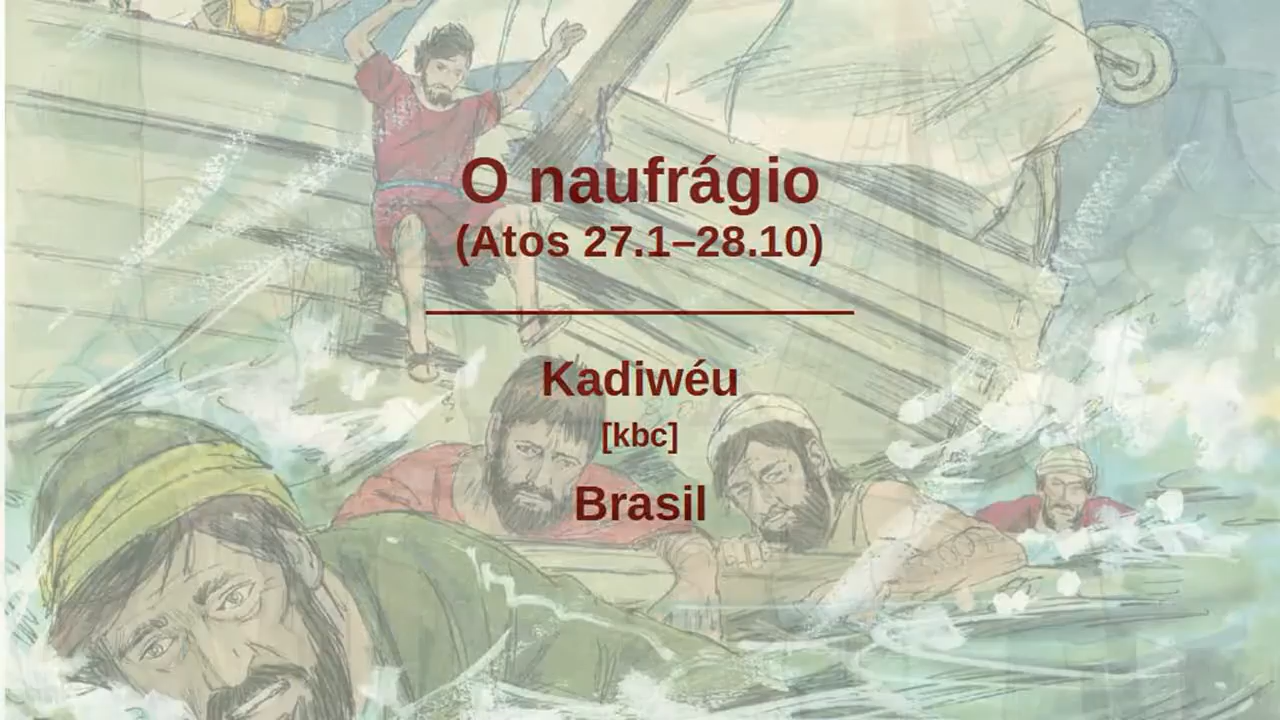 O naufrágio
(Atos 27.1–28.10)
Kadiwéu
[kbc]
Brasil